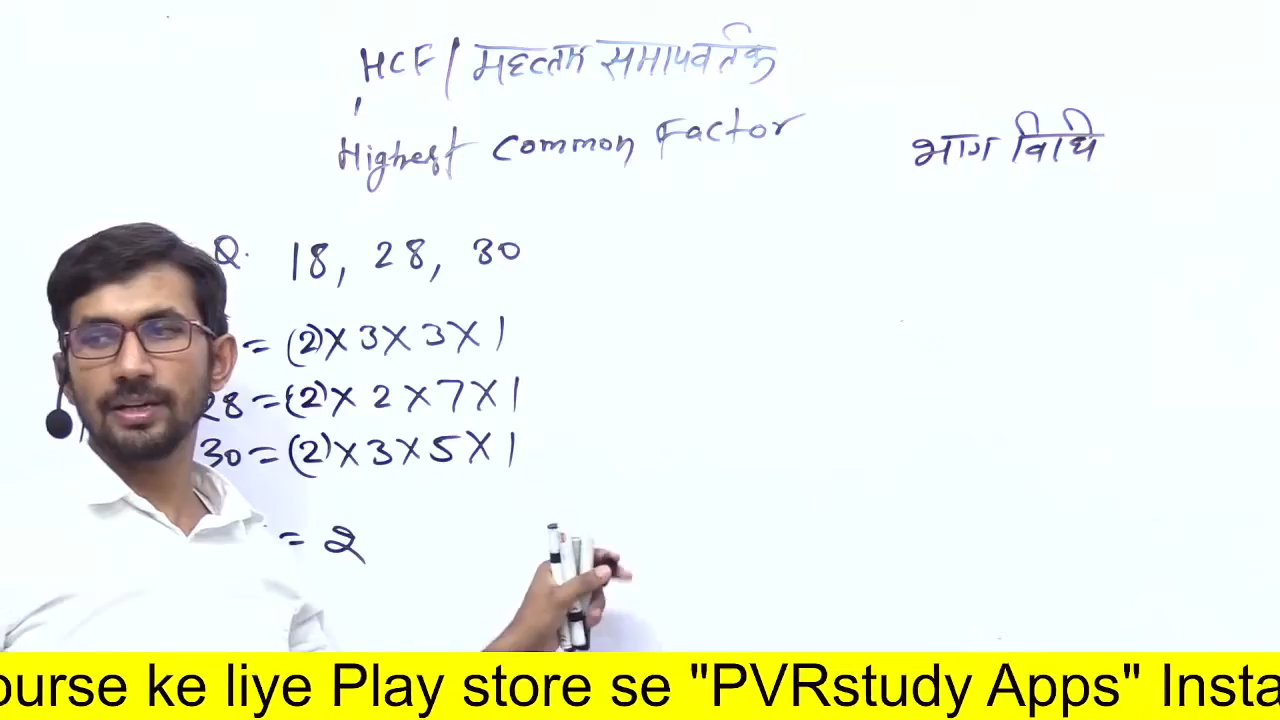 HCF / महत्तम समापवर्तक
Highest Common Factor
भाग विधि
Q. 18, 28, 30
= (2) X 3 X 3 X 1
28 = (2) X 2 X 7 X 1
30 = (2) X 3 X 5 X 1
= 2
ourse ke liye Play store se "PVRstudy Apps" Insta